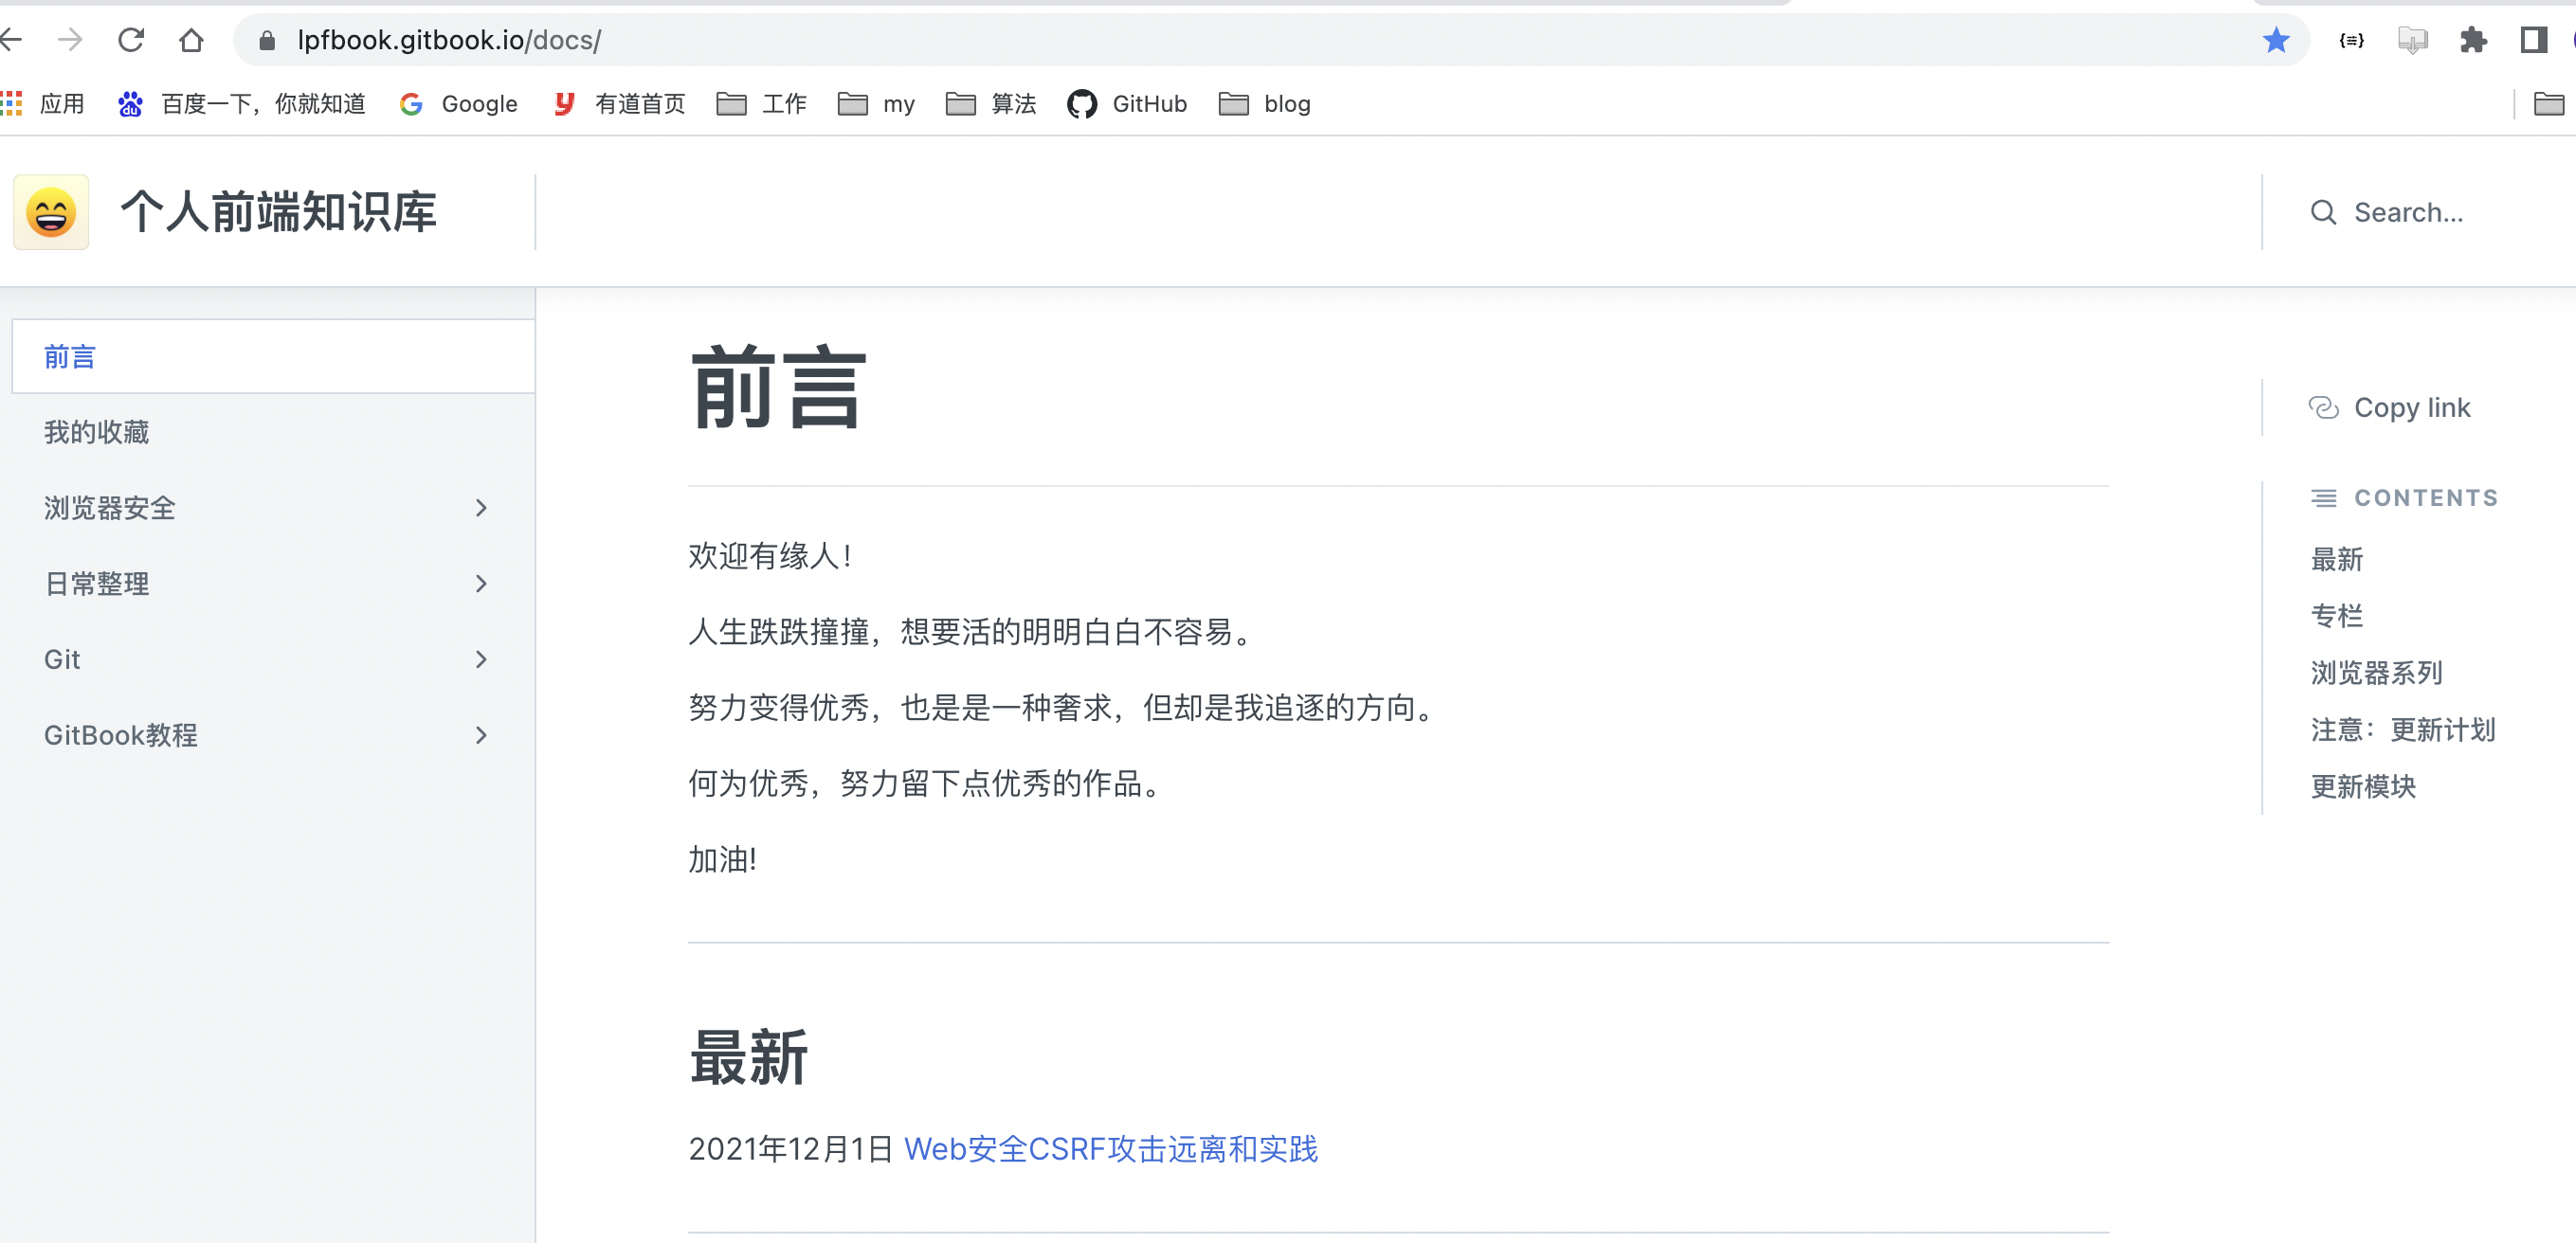 lpfbook.gitbook.io/docs/
应用 百度一下，你就知道 Google 有道首页 工作 my 算法 GitHub blog
个人前端知识库
Search...
前言
我的收藏
浏览器安全
日常整理
Git
GitBook教程
前言
欢迎有缘人！
人生跌跌撞撞，想要活的明明白白不容易。
努力变得优秀，也是是一种奢求，但却是我追逐的方向。
何为优秀，努力留下点优秀的作品。
加油!
最新
2021年12月1日 Web安全CSRF攻击远离和实践
Copy link
CONTENTS
最新
专栏
浏览器系列
注意：更新计划
更新模块